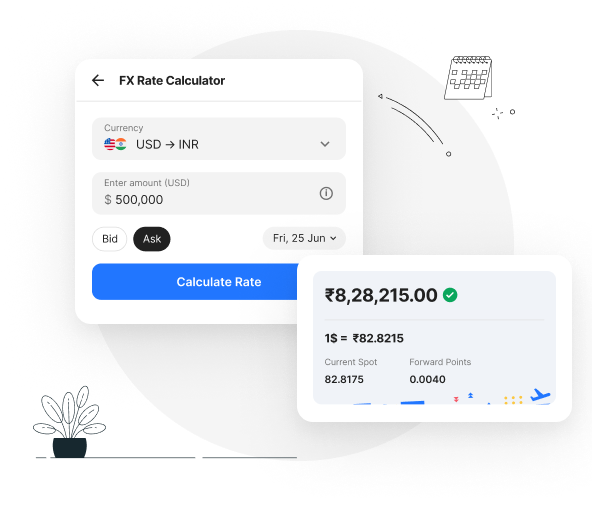 FX Rate Calculator
Currency
USD → INR
Enter amount (USD)
$ 500,000
Bid Ask Fri, 25 Jun
Calculate Rate
₹8,28,215.00
1$ = ₹82.8215
Current Spot Forward Points
82.8175 0.0040